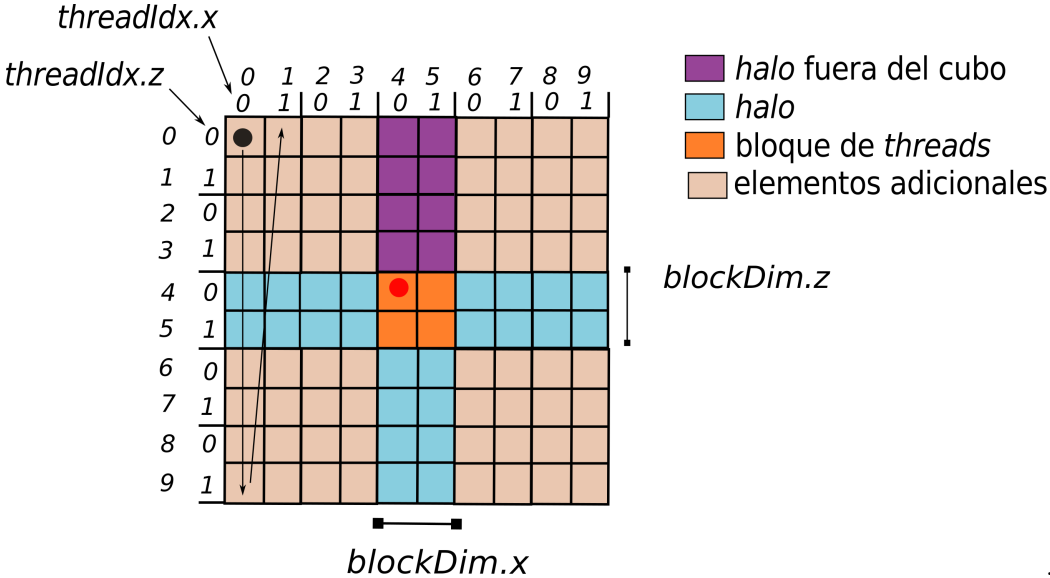 threadIdx.x
threadIdx.z
0 1 2 3 4 5 6 7 8 9
0 1 0 1 0 1 0 1 0 1
0 0
1 1
2 0
3 1
4 0
5 1
6 0
7 1
8 0
9 1
halo fuera del cubo
halo
bloque de threads
elementos adicionales
blockDim.z
blockDim.x